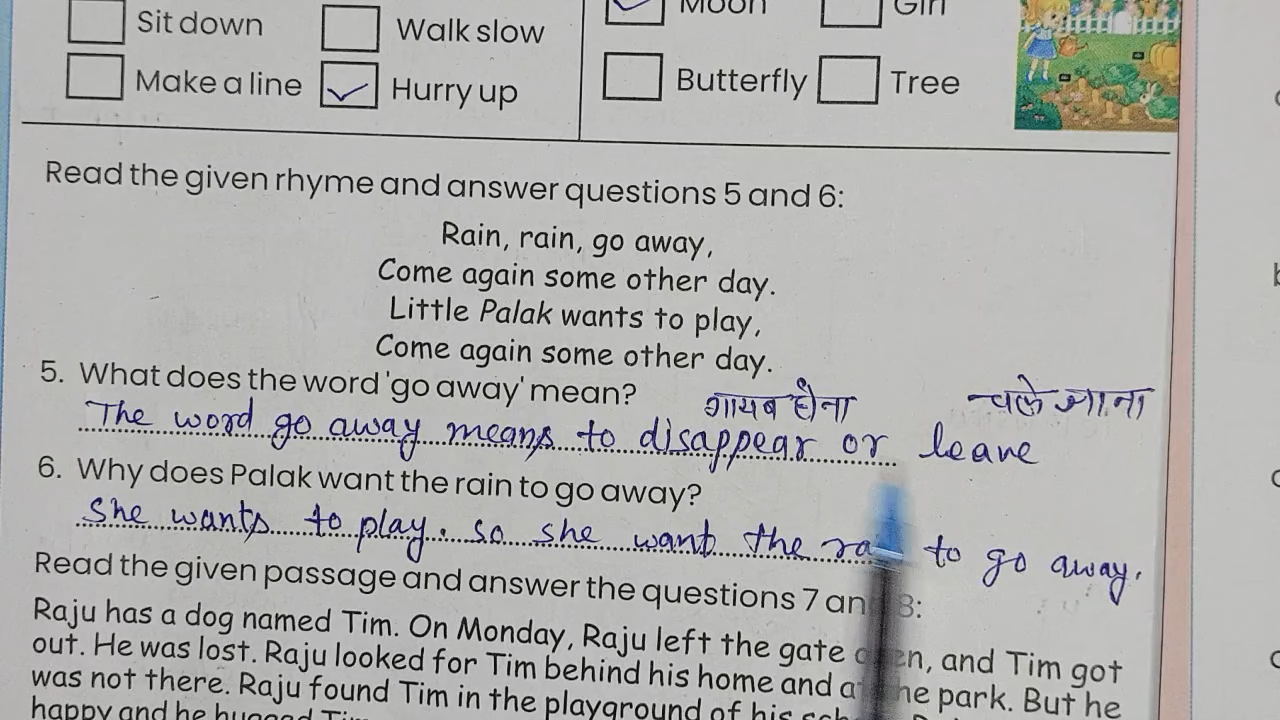 Sit down Walk slow Moon Girl
Make a line Hurry up Butterfly Tree
Read the given rhyme and answer questions 5 and 6:
Rain, rain, go away,
Come again some other day.
Little Palak wants to play,
Come again some other day.
5. What does the word 'go away' mean? गायब होना चले जाना
The word go away means to disappear or leave
6. Why does Palak want the rain to go away?
She wants to play. so she want the to go away.
Read the given passage and answer the questions 7 and 8:
Raju has a dog named Tim. On Monday, Raju left the gate open, and Tim got
out. He was lost. Raju looked for Tim behind his home and at the park. But he
was not there. Raju found Tim in the playground of his
happy and he hugged Tim